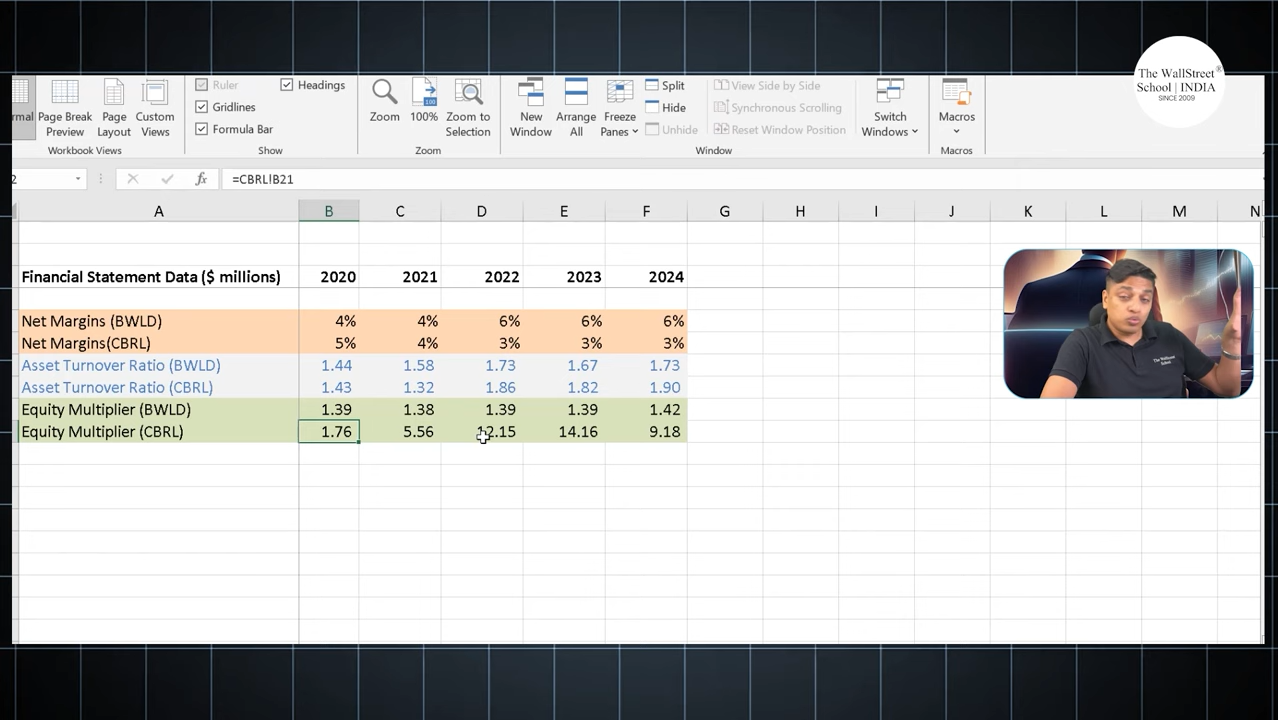 The WallStreet®
School | INDIA
SINCE 2009
Ruler
Headings
Gridlines
Formula Bar
Page Break Preview
Page Layout
Custom Views
Zoom
100%
Zoom to Selection
New Window
Arrange All
Freeze Panes
Split
Hide
Unhide
View Side by Side
Synchronous Scrolling
Reset Window Position
Switch Windows
Macros
Workbook Views
Show
Zoom
Window
Macros
fx =CBRL!B21
A B C D E F G H I J K L M N
Financial Statement Data ($ millions) 2020 2021 2022 2023 2024
Net Margins (BWLD) 4% 4% 6% 6% 6%
Net Margins(CBRL) 5% 4% 3% 3% 3%
Asset Turnover Ratio (BWLD) 1.44 1.58 1.73 1.67 1.73
Asset Turnover Ratio (CBRL) 1.43 1.32 1.86 1.82 1.90
Equity Multiplier (BWLD) 1.39 1.38 1.39 1.39 1.42
Equity Multiplier (CBRL) 1.76 5.56 12.15 14.16 9.18